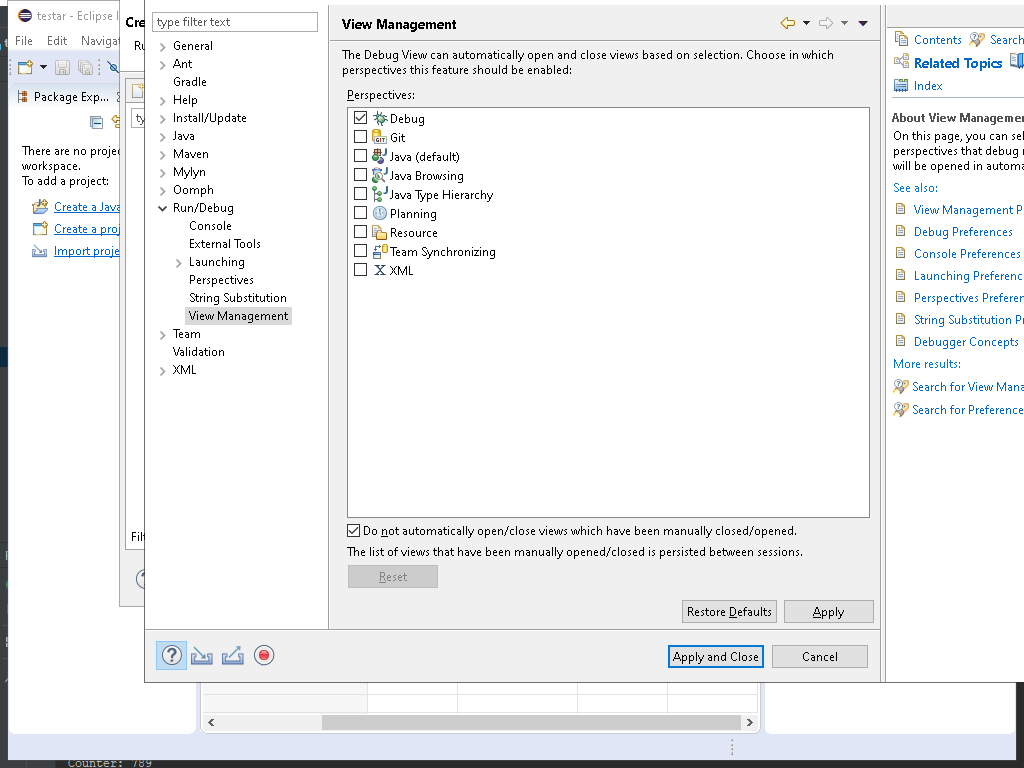 testar - Eclipse I
File Edit Navigat
Package Exp...
There are no projec
workspace.
To add a project:
Create a Java
Create a proj
Import proje
Cre
Ru
ty
Filt
type filter text
General
Ant
Gradle
Help
Install/Update
Java
Maven
Mylyn
Oomph
Run/Debug
Console
External Tools
Launching
Perspectives
String Substitution
View Management
Team
Validation
XML
View Management
The Debug View can automatically open and close views based on selection. Choose in which
perspectives this feature should be enabled:
Perspectives:
Debug
Git
Java (default)
Java Browsing
Java Type Hierarchy
Planning
Resource
Team Synchronizing
XML
Do not automatically open/close views which have been manually closed/opened.
The list of views that have been manually opened/closed is persisted between sessions.
Reset
Restore Defaults Apply
Apply and Close Cancel
Contents Search
Related Topics
Index
About View Managemen
On this page, you can sel
perspectives that debug
will be opened in automa
See also:
View Management P
Debug Preferences
Console Preferences
Launching Preferenc
Perspectives Preferen
String Substitution Pr
Debugger Concepts
More results:
Search for View Mana
Search for Preference
Counter: 789